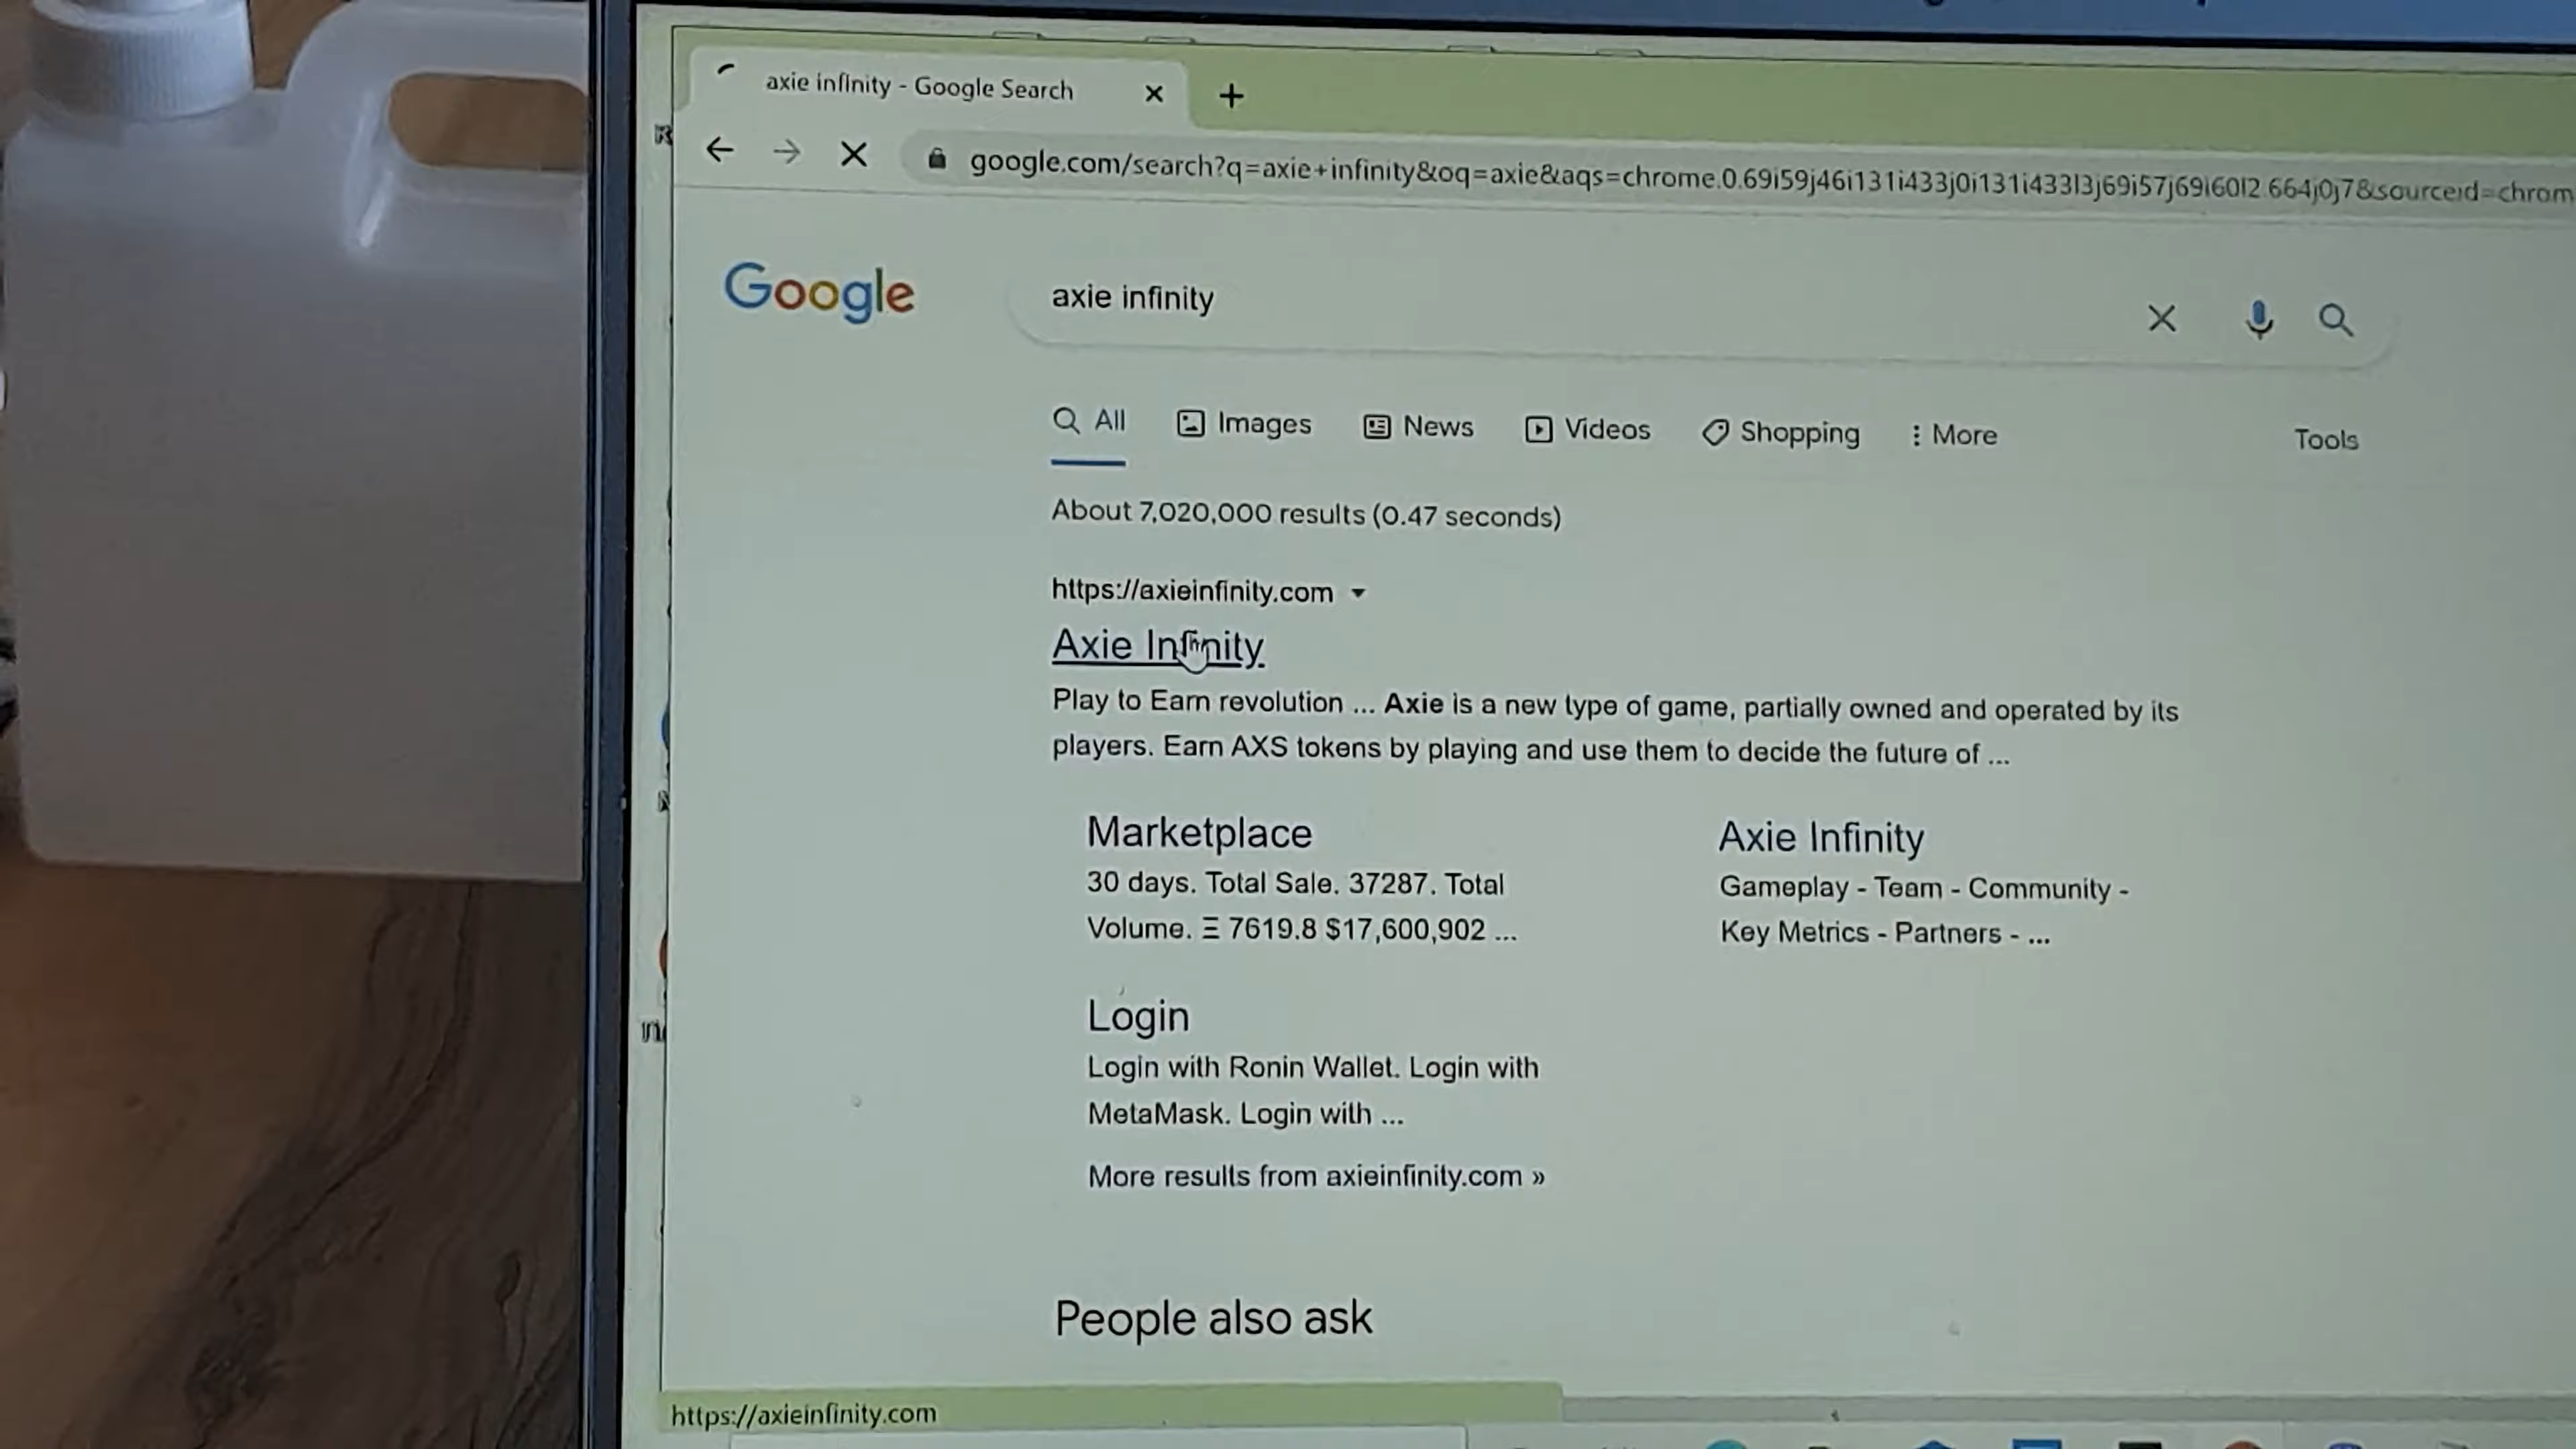 axie infinity - Google Search
google.com/search?q=axie+infinity&oq=axie&aqs=chrome.0.69i59j46i131i433j0i131i433l3j69i57j69i60l2.664j0j7&sourceid=chrom
Google
axie infinity
All Images News Videos Shopping More Tools
About 7,020,000 results (0.47 seconds)
https://axieinfinity.com
Axie Infinity
Play to Earn revolution ... Axie is a new type of game, partially owned and operated by its
players. Earn AXS tokens by playing and use them to decide the future of ...
Marketplace
30 days. Total Sale. 37287. Total
Volume. Ξ 7619.8 $17,600,902 ...
Axie Infinity
Gameplay - Team - Community -
Key Metrics - Partners - ...
Login
Login with Ronin Wallet. Login with
MetaMask. Login with ...
More results from axieinfinity.com »
People also ask
https://axieinfinity.com